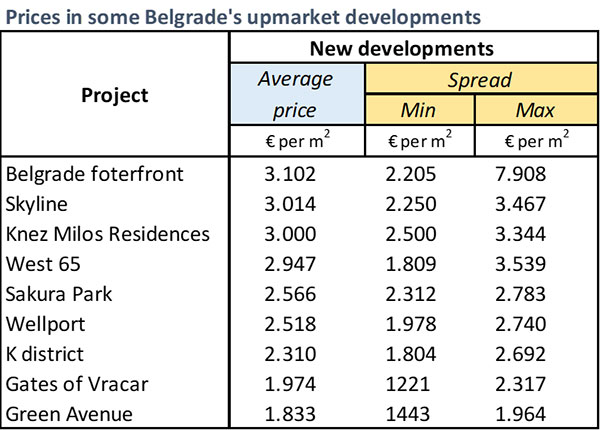 Prices in some Belgrade's upmarket developments
Project
New developments
Average price
Spread
Min
Max
€ per m²
€ per m²
€ per m²
Belgrade foterfront 3.102 2.205 7.908
Skyline 3.014 2.250 3.467
Knez Milos Residences 3.000 2.500 3.344
West 65 2.947 1.809 3.539
Sakura Park 2.566 2.312 2.783
Wellport 2.518 1.978 2.740
K district 2.310 1.804 2.692
Gates of Vracar 1.974 1221 2.317
Green Avenue 1.833 1443 1.964